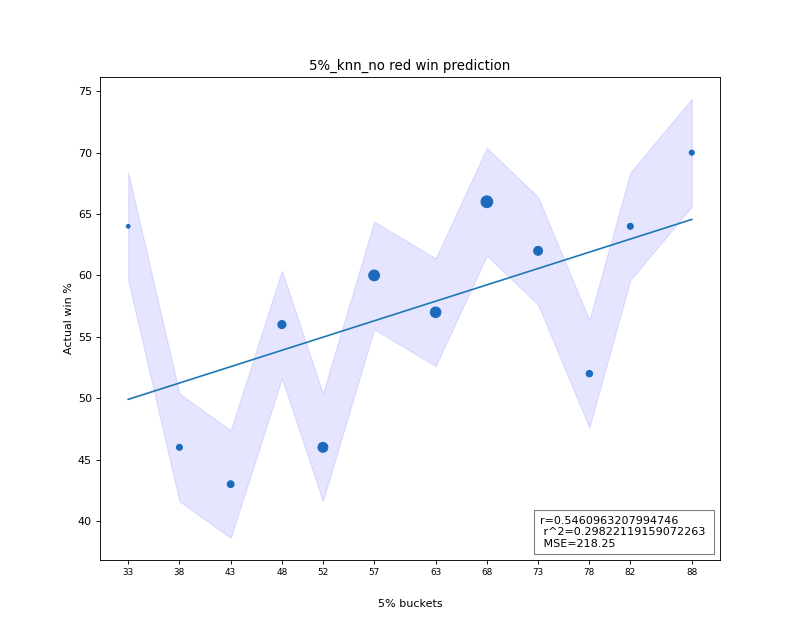 5%_knn_no red win prediction
Actual win %
75
70
65
60
55
50
45
40
r=0.5460963207994746
r^2=0.29822119159072263
MSE=218.25
33 38 43 48 52 57 63 68 73 78 82 88
5% buckets